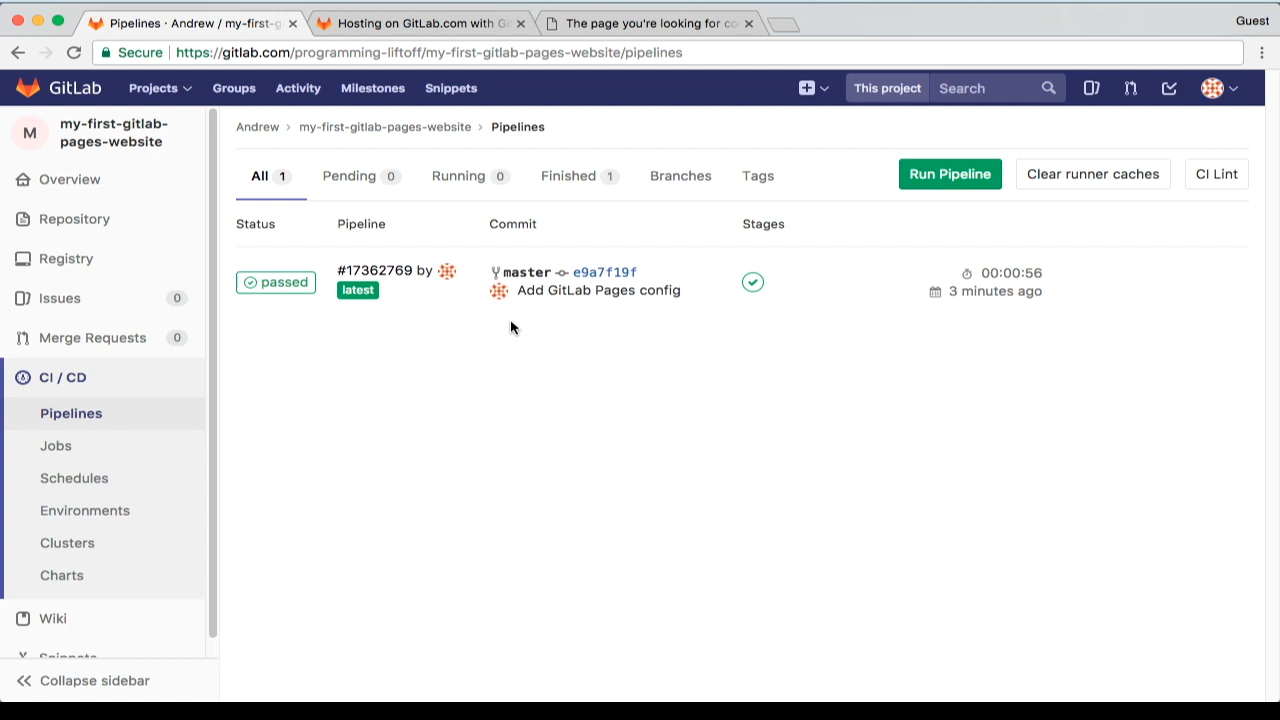 Pipelines · Andrew / my-first-g
Hosting on GitLab.com with Gi
The page you're looking for co
Guest
Secure
https://gitlab.com/programming-liftoff/my-first-gitlab-pages-website/pipelines
GitLab
Projects
Groups
Activity
Milestones
Snippets
This project
Search
M
my-first-gitlab-
pages-website
Overview
Repository
Registry
Issues 0
Merge Requests 0
CI / CD
Pipelines
Jobs
Schedules
Environments
Clusters
Charts
Wiki
Snippets
Collapse sidebar
Andrew › my-first-gitlab-pages-website › Pipelines
All 1
Pending 0
Running 0
Finished 1
Branches
Tags
Run Pipeline
Clear runner caches
CI Lint
Status
Pipeline
Commit
Stages
passed
#17362769 by
latest
master
e9a7f19f
Add GitLab Pages config
00:00:56
3 minutes ago